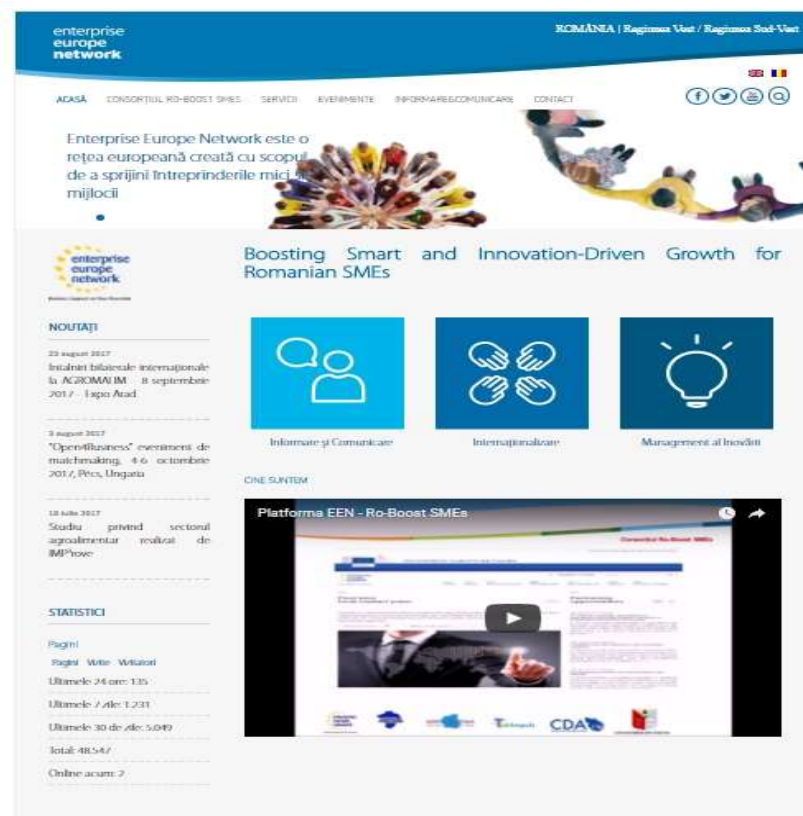 enterprise
europe
network
ROMÂNIA | Regiunea Vest / Regiunea Sud-Vest
ACASĂ CONSORȚIUL RO-BOOST SMES SERVICII EVENIMENTE INFORMARE&COMUNICARE CONTACT
Enterprise Europe Network este o
rețea europeană creată cu scopul
de a sprijini întreprinderile mici și
mijlocii
enterprise
europe
network
Boosting Smart and Innovation-Driven Growth for
Romanian SMEs
NOUTĂȚI
23 august 2017
Intalniri bilaterale internaționale
la AGROMALIM 8 septembrie
2017 - Expo Arad
3 august 2017
"Open4Business" eveniment de
matchmaking, 4-6 octombrie
2017, Pécs, Ungaria
18 iulie 2017
Studiu privind sectorul
agroalimentar realizat de
IMP³rove
Informare și Comunicare
Internaționalizare
Management al Inovării
CINE SUNTEM
Platforma EEN - Ro-Boost SMEs
Consorțiul Ro-Boost SMEs
CDA
STATISTICI
Pagini
Pagini Vizite Vizitatori
Ultimele 24 ore: 135
Ultimele 7 zile: 1.231
Ultimele 30 de zile: 5.049
Total: 48.547
Online acum: 2